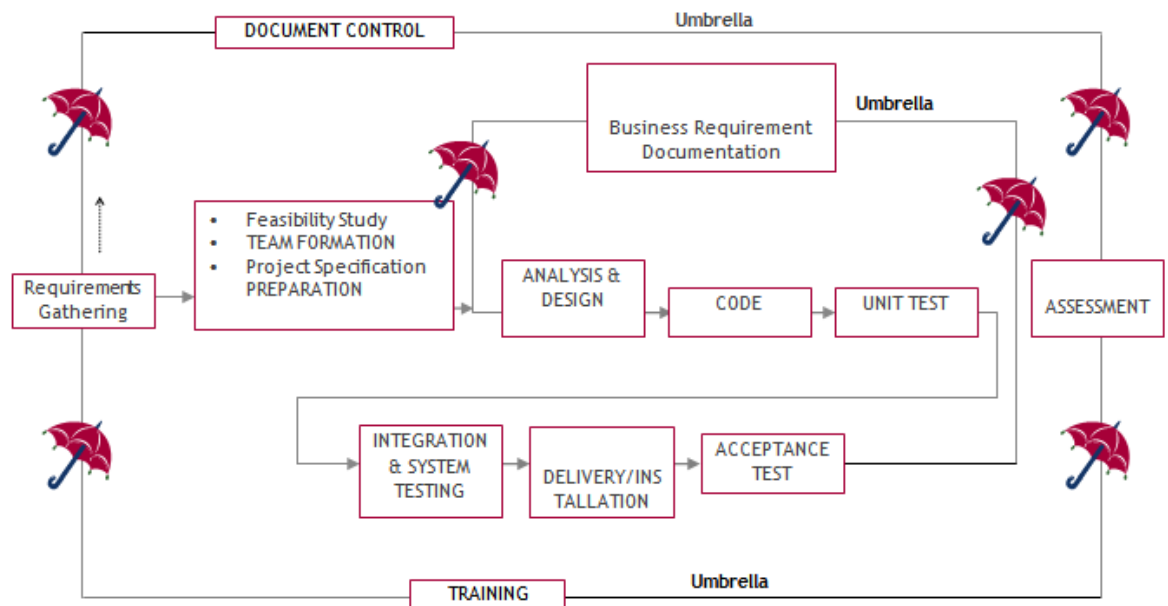 Umbrella
DOCUMENT CONTROL
Umbrella
Business Requirement
Documentation
• Feasibility Study
• TEAM FORMATION
• Project Specification
PREPARATION
Requirements
Gathering
ANALYSIS &
DESIGN
CODE
UNIT TEST
ASSESSMENT
INTEGRATION
& SYSTEM
TESTING
DELIVERY/INS
TALLATION
ACCEPTANCE
TEST
Umbrella
TRAINING